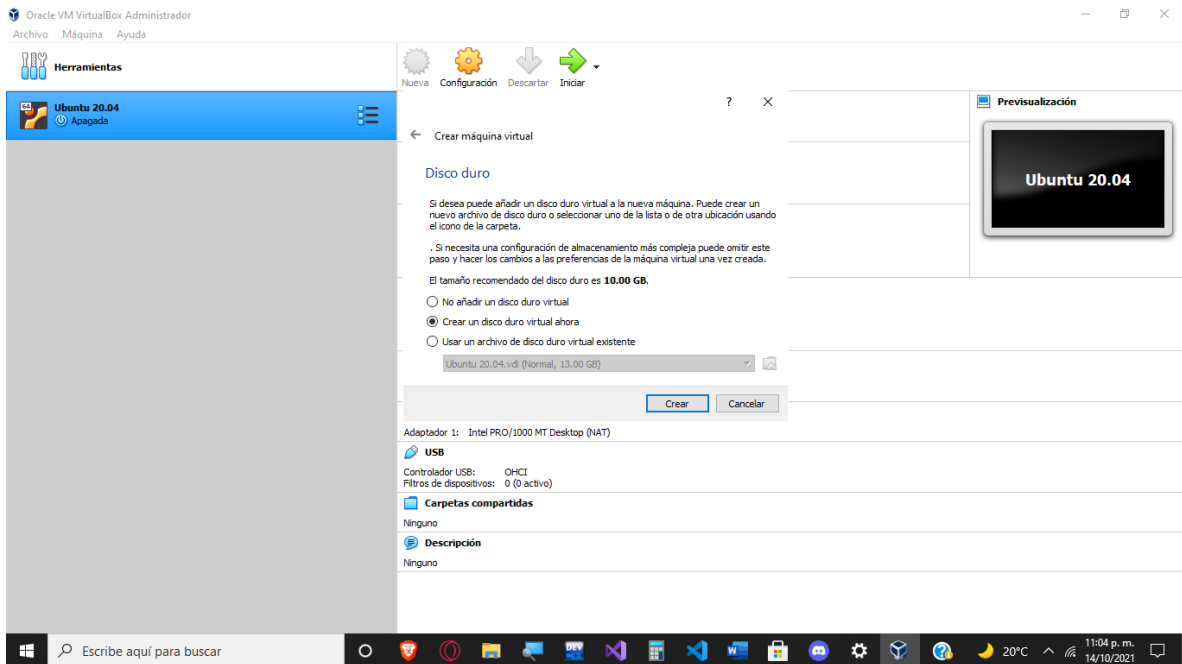 Oracle VM VirtualBox Administrador
Archivo Máquina Ayuda
Herramientas
Nueva Configuración Descartar Iniciar
64
Ubuntu 20.04
Apagada
? ×
Previsualización
Ubuntu 20.04
Crear máquina virtual
Disco duro
Si desea puede añadir un disco duro virtual a la nueva máquina. Puede crear un
nuevo archivo de disco duro o seleccionar uno de la lista o de otra ubicación usando
el icono de la carpeta.
. Si necesita una configuración de almacenamiento más compleja puede omitir este
paso y hacer los cambios a las preferencias de la máquina virtual una vez creada.
El tamaño recomendado del disco duro es 10.00 GB.
No añadir un disco duro virtual
Crear un disco duro virtual ahora
Usar un archivo de disco duro virtual existente
Ubuntu 20.04.vdi (Normal, 13.00 GB)
Crear Cancelar
Adaptador 1: Intel PRO/1000 MT Desktop (NAT)
USB
Controlador USB: OHCI
Filtros de dispositivos: 0 (0 activo)
Carpetas compartidas
Ninguno
Descripción
Ninguno
Escribe aquí para buscar
DEV
W
20°C
11:04 p. m.
14/10/2021